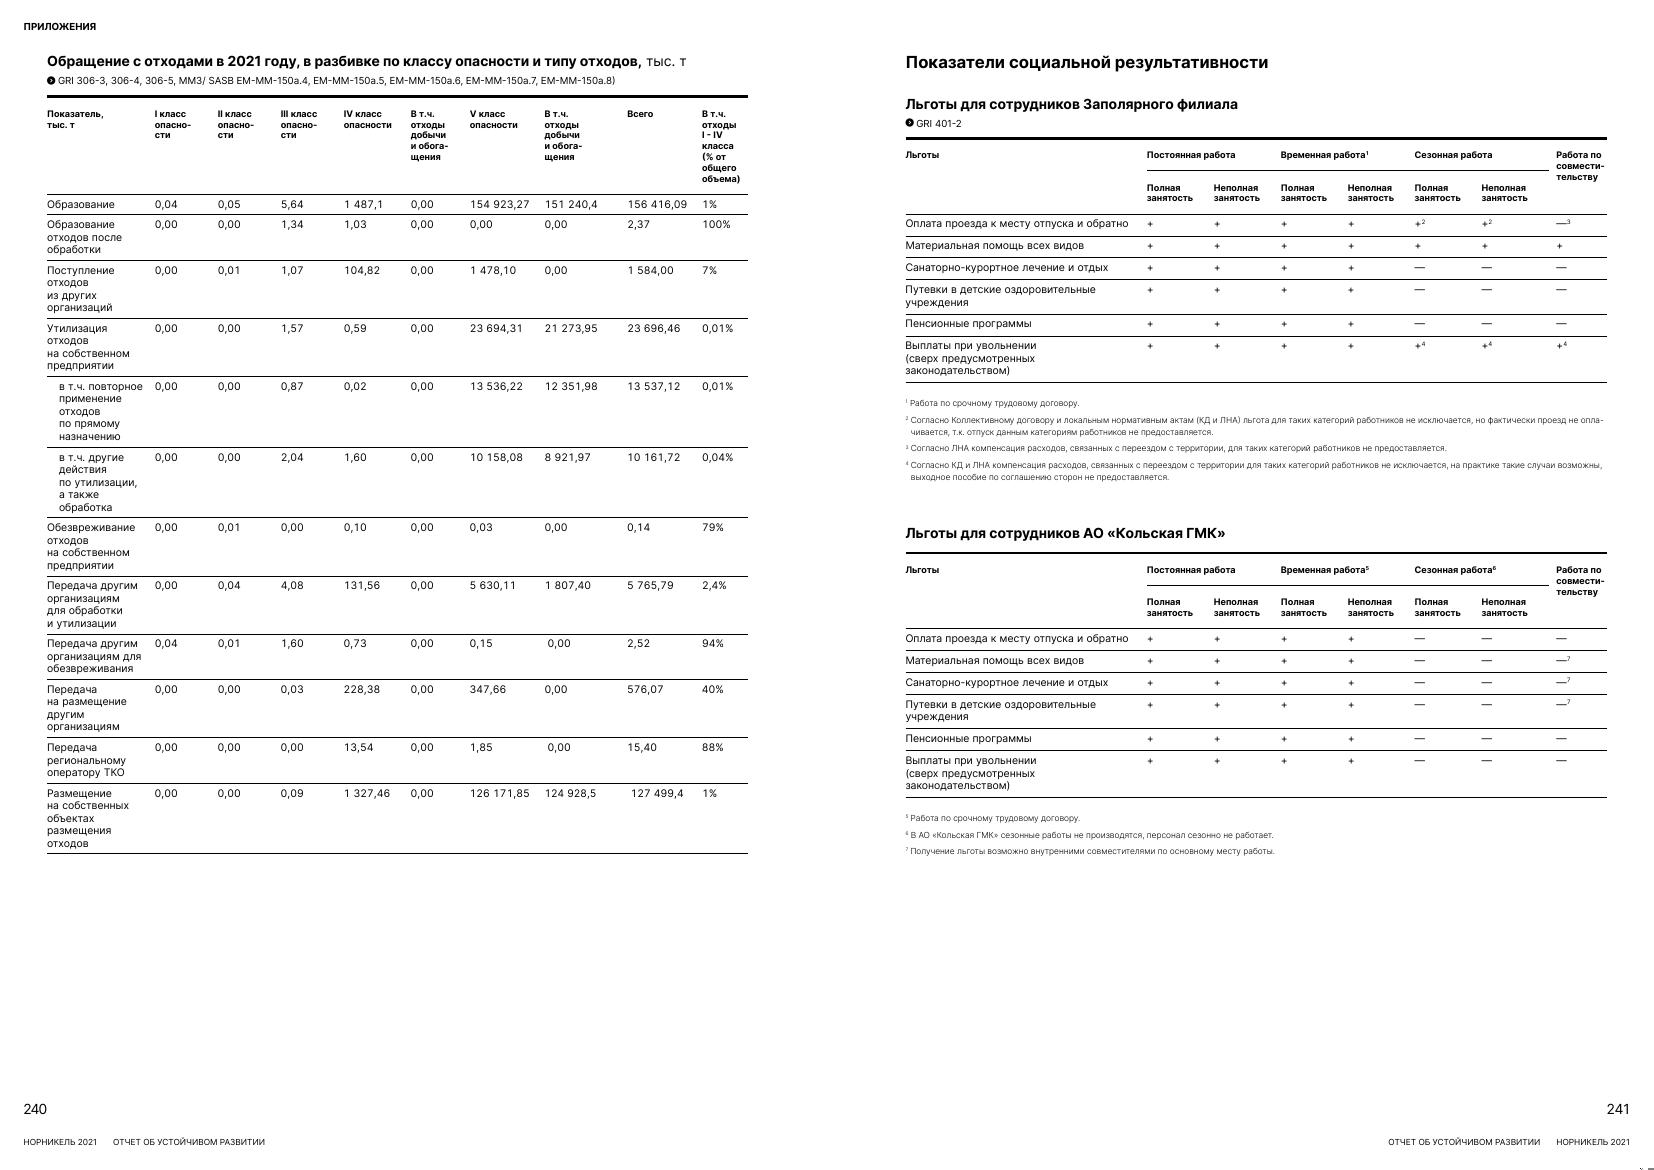 ПРИЛОЖЕНИЯ
Обращение с отходами в 2021 году, в разбивке по классу опасности и типу отходов, тыс. т
GRI 306-3, 306-4, 306-5, ММ3/ SASB EM-MM-150a.4, EM-MM-150a.5, EM-MM-150a.6, EM-MM-150a.7, EM-MM-150a.8)
Показатель, тыс. т | I класс опасно-сти | II класс опасно-сти | III класс опасно-сти | IV класс опасности | В т.ч. отходы добычи и обога-щения | V класс опасности | В т.ч. отходы добычи и обога-щения | Всего | В т.ч. отходы I - IV класса (% от общего объема)
Образование 0,04 0,05 5,64 1 487,1 0,00 154 923,27 151 240,4 156 416,09 1%
Образование 0,00 0,00 1,34 1,03 0,00 0,00 0,00 2,37 100%
отходов после
обработки
Поступление 0,00 0,01 1,07 104,82 0,00 1 478,10 0,00 1 584,00 7%
отходов
из других
организаций
Утилизация 0,00 0,00 1,57 0,59 0,00 23 694,31 21 273,95 23 696,46 0,01%
отходов
на собственном
предприятии
в т.ч. повторное 0,00 0,00 0,87 0,02 0,00 13 536,22 12 351,98 13 537,12 0,01%
применение
отходов
по прямому
назначению
в т.ч. другие 0,00 0,00 2,04 1,60 0,00 10 158,08 8 921,97 10 161,72 0,04%
действия
по утилизации,
а также
обработка
Обезвреживание 0,00 0,01 0,00 0,10 0,00 0,03 0,00 0,14 79%
отходов
на собственном
предприятии
Передача другим 0,00 0,04 4,08 131,56 0,00 5 630,11 1 807,40 5 765,79 2,4%
организациям
для обработки
и утилизации
Передача другим 0,04 0,01 1,60 0,73 0,00 0,15 0,00 2,52 94%
организациям для
обезвреживания
Передача 0,00 0,00 0,03 228,38 0,00 347,66 0,00 576,07 40%
на размещение
другим
организациям
Передача 0,00 0,00 0,00 13,54 0,00 1,85 0,00 15,40 88%
региональному
оператору ТКО
Размещение 0,00 0,00 0,09 1 327,46 0,00 126 171,85 124 928,5 127 499,4 1%
на собственных
объектах
размещения
отходов
240
НОРНИКЕЛЬ 2021 ОТЧЕТ ОБ УСТОЙЧИВОМ РАЗВИТИИ
Показатели социальной результативности
Льготы для сотрудников Заполярного филиала
GRI 401-2
Льготы | Постоянная работа | Временная работа¹ | Сезонная работа | Работа по совмести-тельству
Полная занятость | Неполная занятость | Полная занятость | Неполная занятость | Полная занятость | Неполная занятость
Оплата проезда к месту отпуска и обратно + + + + +² +² —³
Материальная помощь всех видов + + + + + + +
Санаторно-курортное лечение и отдых + + + + — — —
Путевки в детские оздоровительные + + + + — — —
учреждения
Пенсионные программы + + + + — — —
Выплаты при увольнении + + + + +⁴ +⁴ +⁴
(сверх предусмотренных
законодательством)
¹ Работа по срочному трудовому договору.
² Согласно Коллективному договору и локальным нормативным актам (КД и ЛНА) льгота для таких категорий работников не исключается, но фактически проезд не опла-
чивается, т.к. отпуск данным категориям работников не предоставляется.
³ Согласно ЛНА компенсация расходов, связанных с переездом с территории, для таких категорий работников не предоставляется.
⁴ Согласно КД и ЛНА компенсация расходов, связанных с переездом с территории для таких категорий работников не исключается, на практике такие случаи возможны,
выходное пособие по соглашению сторон не предоставляется.
Льготы для сотрудников АО «Кольская ГМК»
Льготы | Постоянная работа | Временная работа⁵ | Сезонная работа⁶ | Работа по совмести-тельству
Полная занятость | Неполная занятость | Полная занятость | Неполная занятость | Полная занятость | Неполная занятость
Оплата проезда к месту отпуска и обратно + + + + — — —
Материальная помощь всех видов + + + + — — —⁷
Санаторно-курортное лечение и отдых + + + + — — —⁷
Путевки в детские оздоровительные + + + + — — —⁷
учреждения
Пенсионные программы + + + + — — —
Выплаты при увольнении + + + + — — —
(сверх предусмотренных
законодательством)
⁵ Работа по срочному трудовому договору.
⁶ В АО «Кольская ГМК» сезонные работы не производятся, персонал сезонно не работает.
⁷ Получение льготы возможно внутренними совместителями по основному месту работы.
241
ОТЧЕТ ОБ УСТОЙЧИВОМ РАЗВИТИИ НОРНИКЕЛЬ 2021